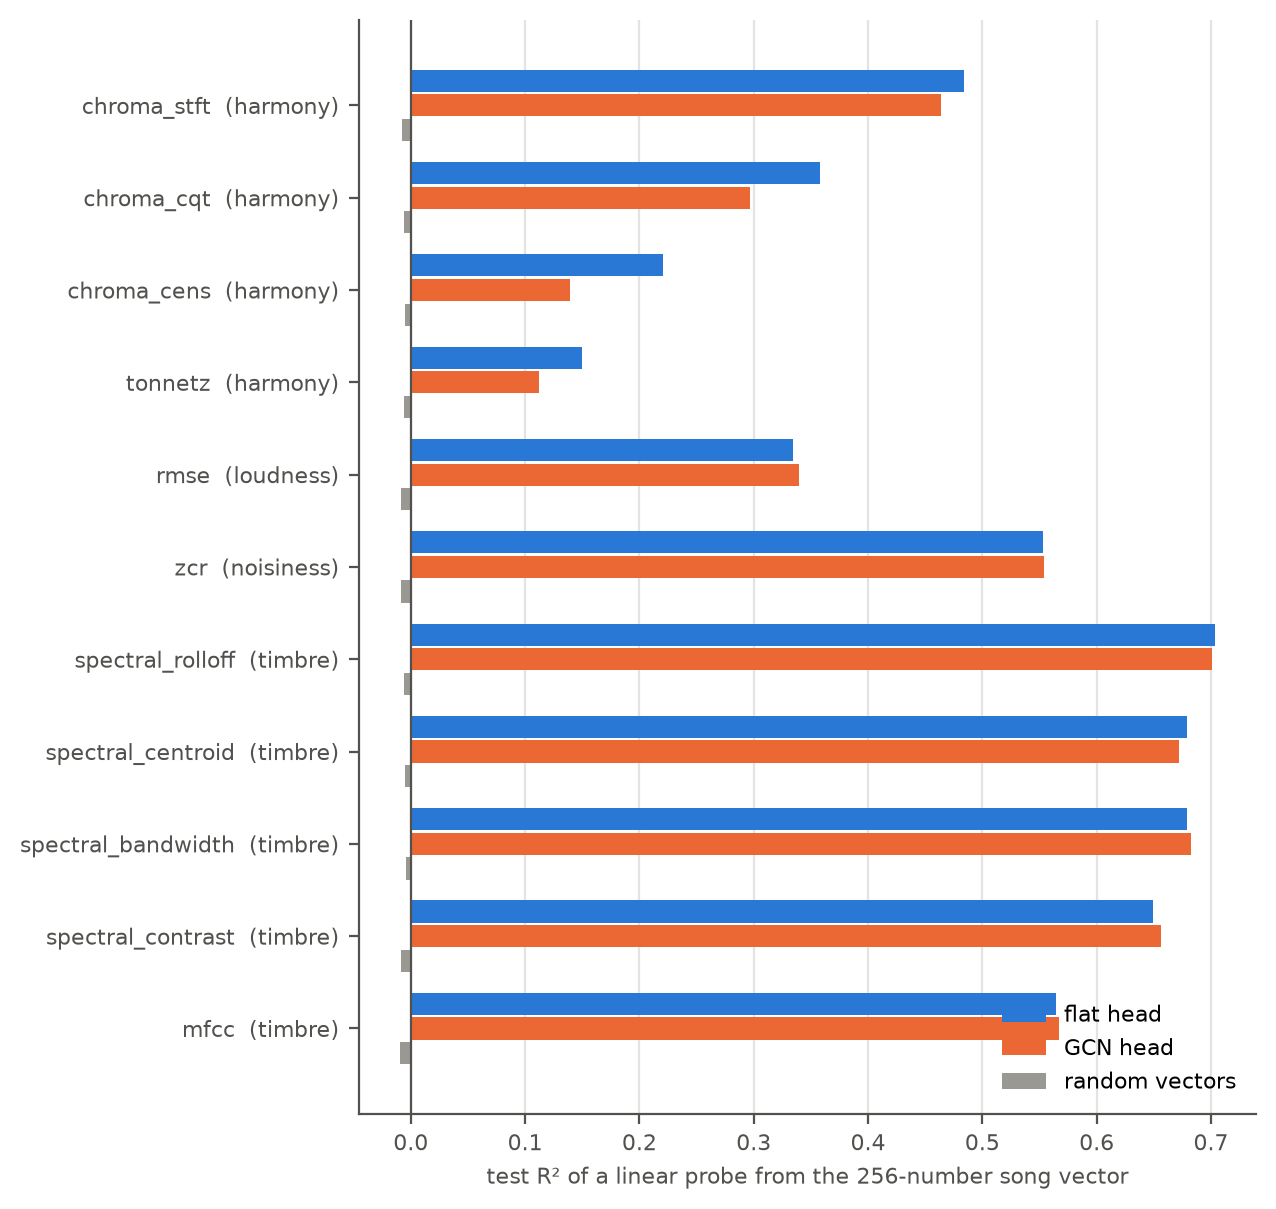 chroma_stft (harmony)
chroma_cqt (harmony)
chroma_cens (harmony)
tonnetz (harmony)
rmse (loudness)
zcr (noisiness)
spectral_rolloff (timbre)
spectral_centroid (timbre)
spectral_bandwidth (timbre)
spectral_contrast (timbre)
mfcc (timbre)
flat head
GCN head
random vectors
0.0 0.1 0.2 0.3 0.4 0.5 0.6 0.7
test R² of a linear probe from the 256-number song vector